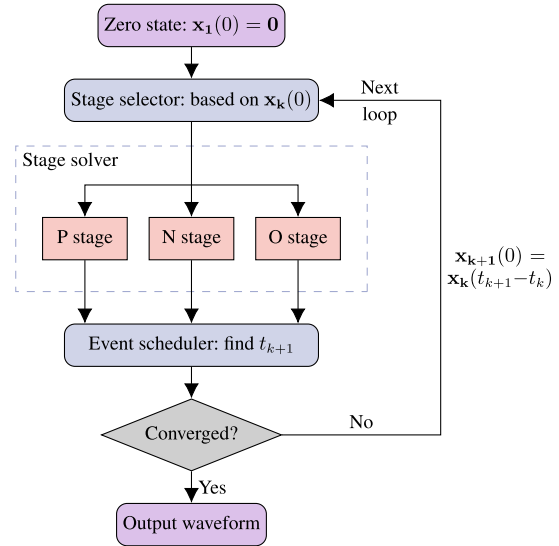 Zero state: x₁(0) = 0
Stage selector: based on xₖ(0)
Next
loop
Stage solver
P stage
N stage
O stage
xₖ₊₁(0) =
xₖ(tₖ₊₁−tₖ)
Event scheduler: find tₖ₊₁
Converged?
No
Yes
Output waveform